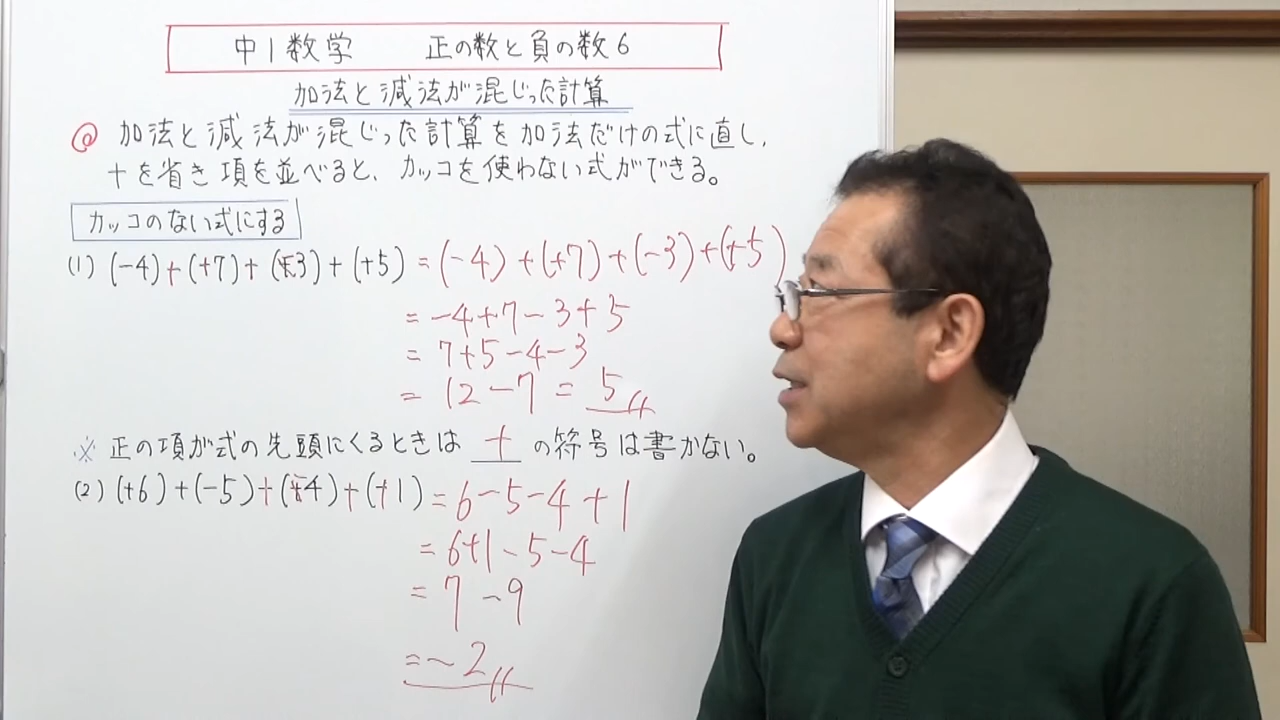 中1数学 正の数と負の数6
加法と減法が混じった計算
@ 加法と減法が混じった計算を加法だけの式に直し、
+を省き項を並べると、カッコを使わない式ができる。
カッコのない式にする
(1) (-4)+(+7)+(-3)+(+5) = (-4)+(+7)+(-3)+(+5)
= -4+7-3+5
= 7+5-4-3
= 12-7 = 5
※ 正の項が式の先頭にくるときは + の符号は書かない。
(2) (+6)+(-5)+(-4)+(+1) = 6-5-4+1
= 6+1-5-4
= 7-9
= -2